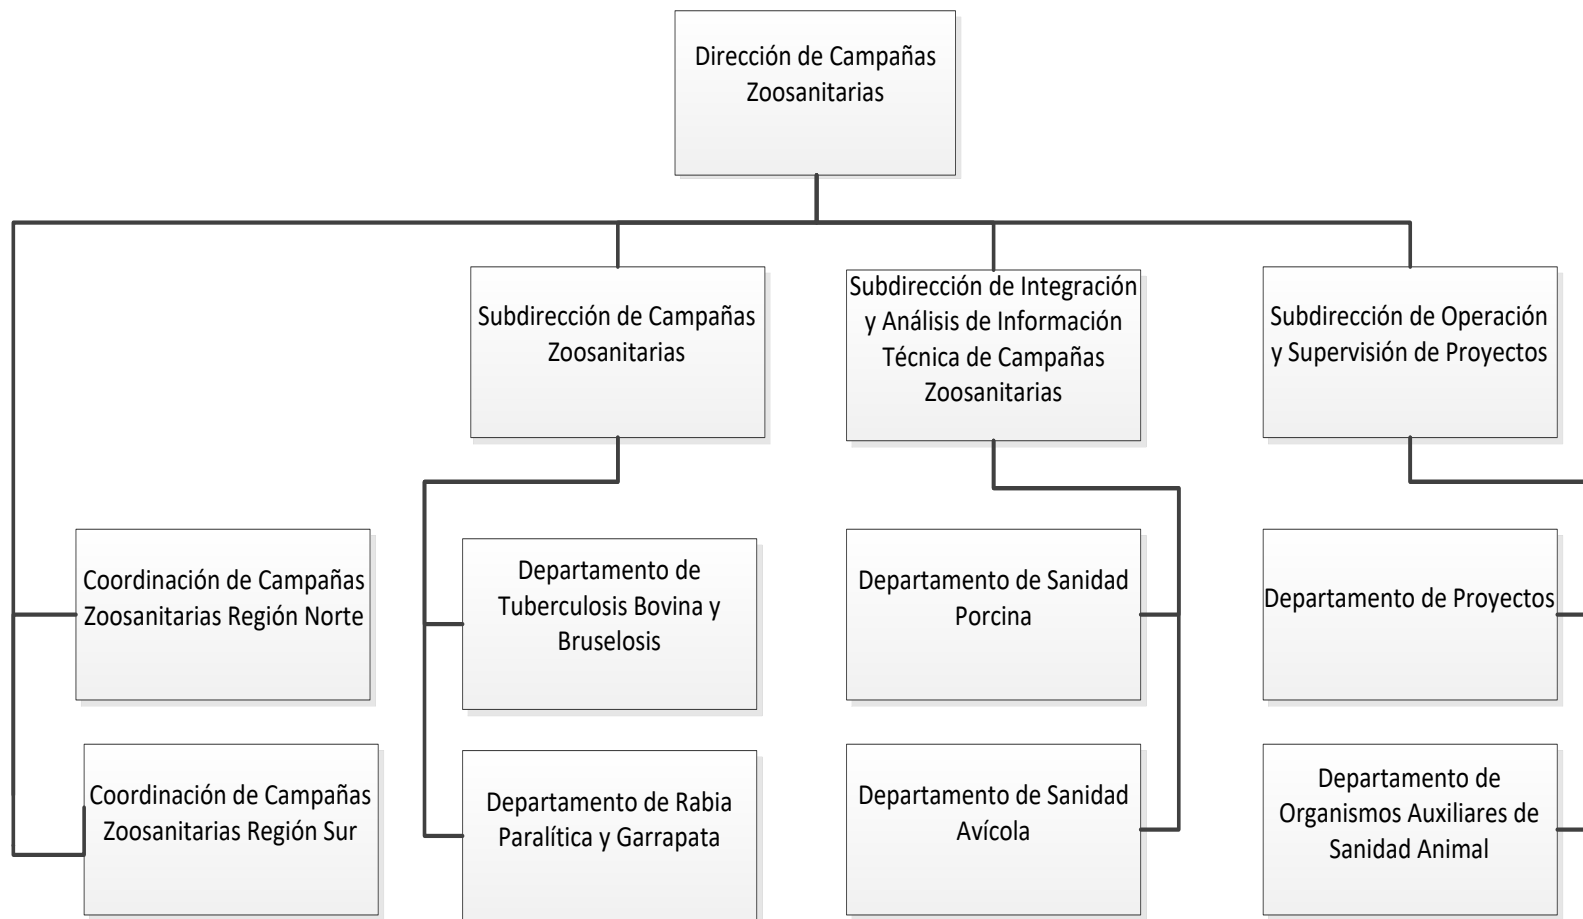 Dirección de Campañas
Zoosanitarias
Subdirección de Campañas
Zoosanitarias
Subdirección de Integración
y Análisis de Información
Técnica de Campañas
Zoosanitarias
Subdirección de Operación
y Supervisión de Proyectos
Coordinación de Campañas
Zoosanitarias Región Norte
Departamento de
Tuberculosis Bovina y
Bruselosis
Departamento de Sanidad
Porcina
Departamento de Proyectos
Coordinación de Campañas
Zoosanitarias Región Sur
Departamento de Rabia
Paralítica y Garrapata
Departamento de Sanidad
Avícola
Departamento de
Organismos Auxiliares de
Sanidad Animal